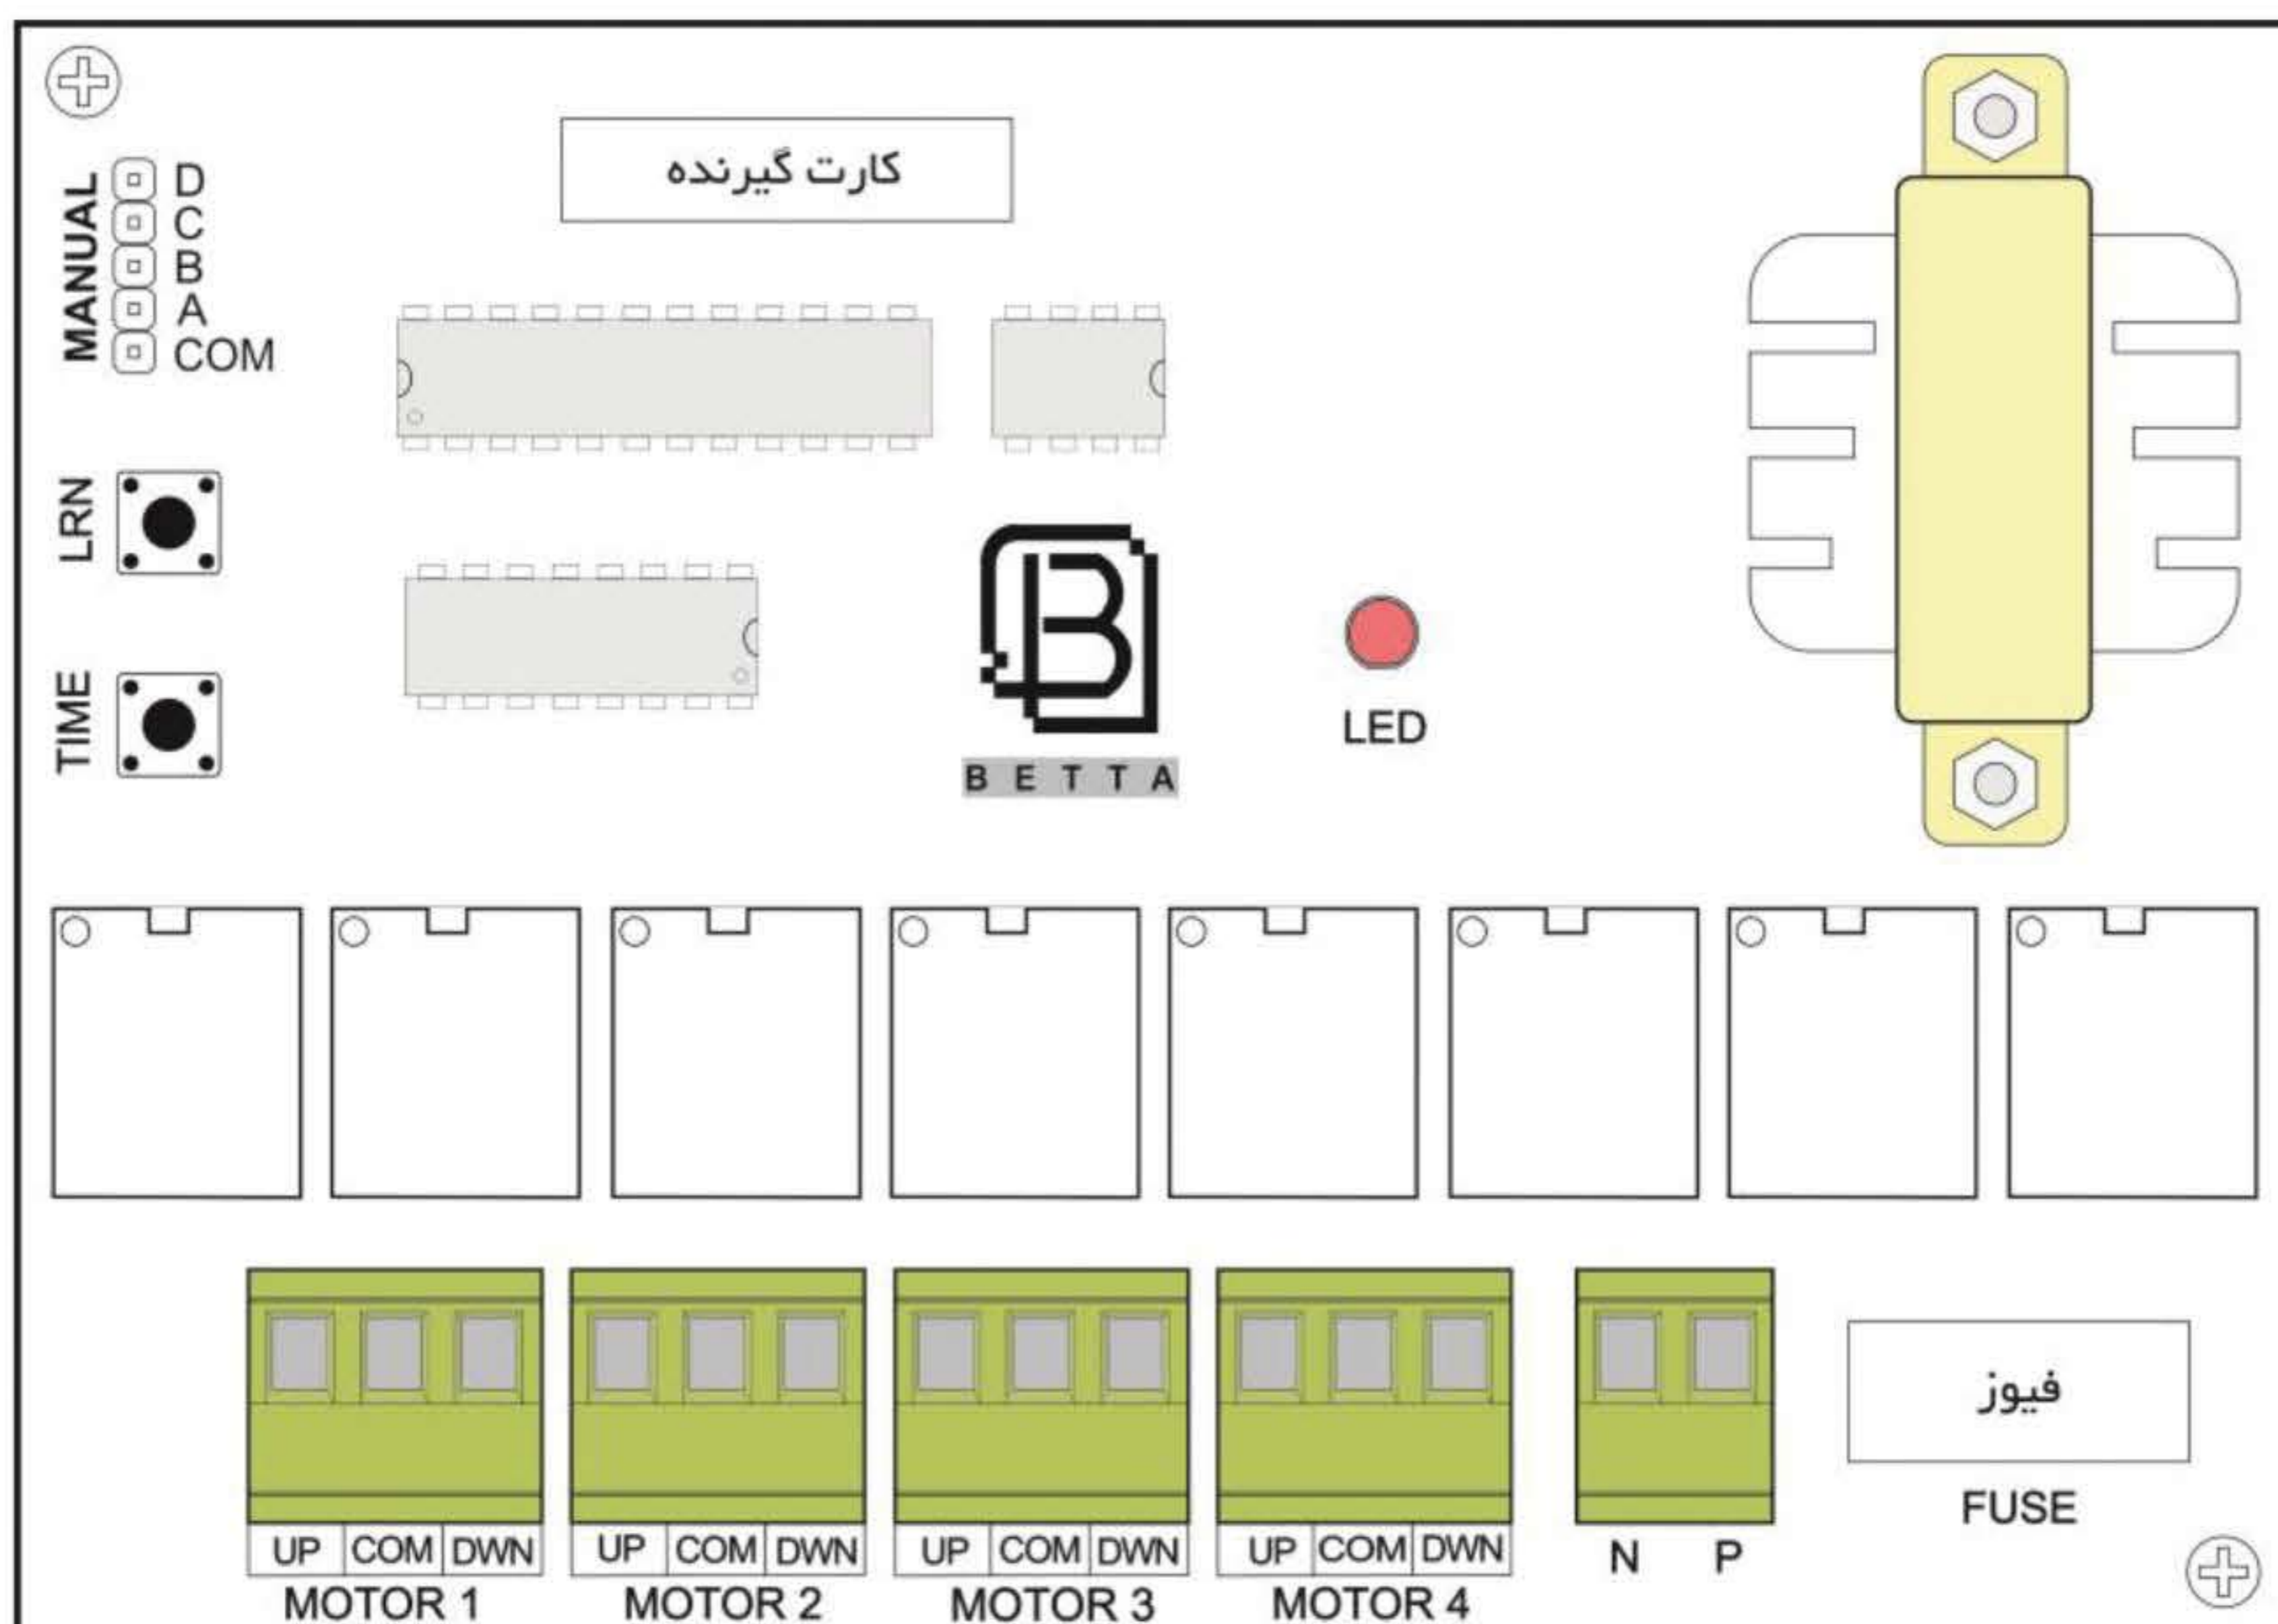 کارت گیرنده
MANUAL
D
C
B
A
COM
LRN
TIME
BETTA
LED
فیوز
FUSE
UP COM DWN
MOTOR 1
UP COM DWN
MOTOR 2
UP COM DWN
MOTOR 3
UP COM DWN
MOTOR 4
N P